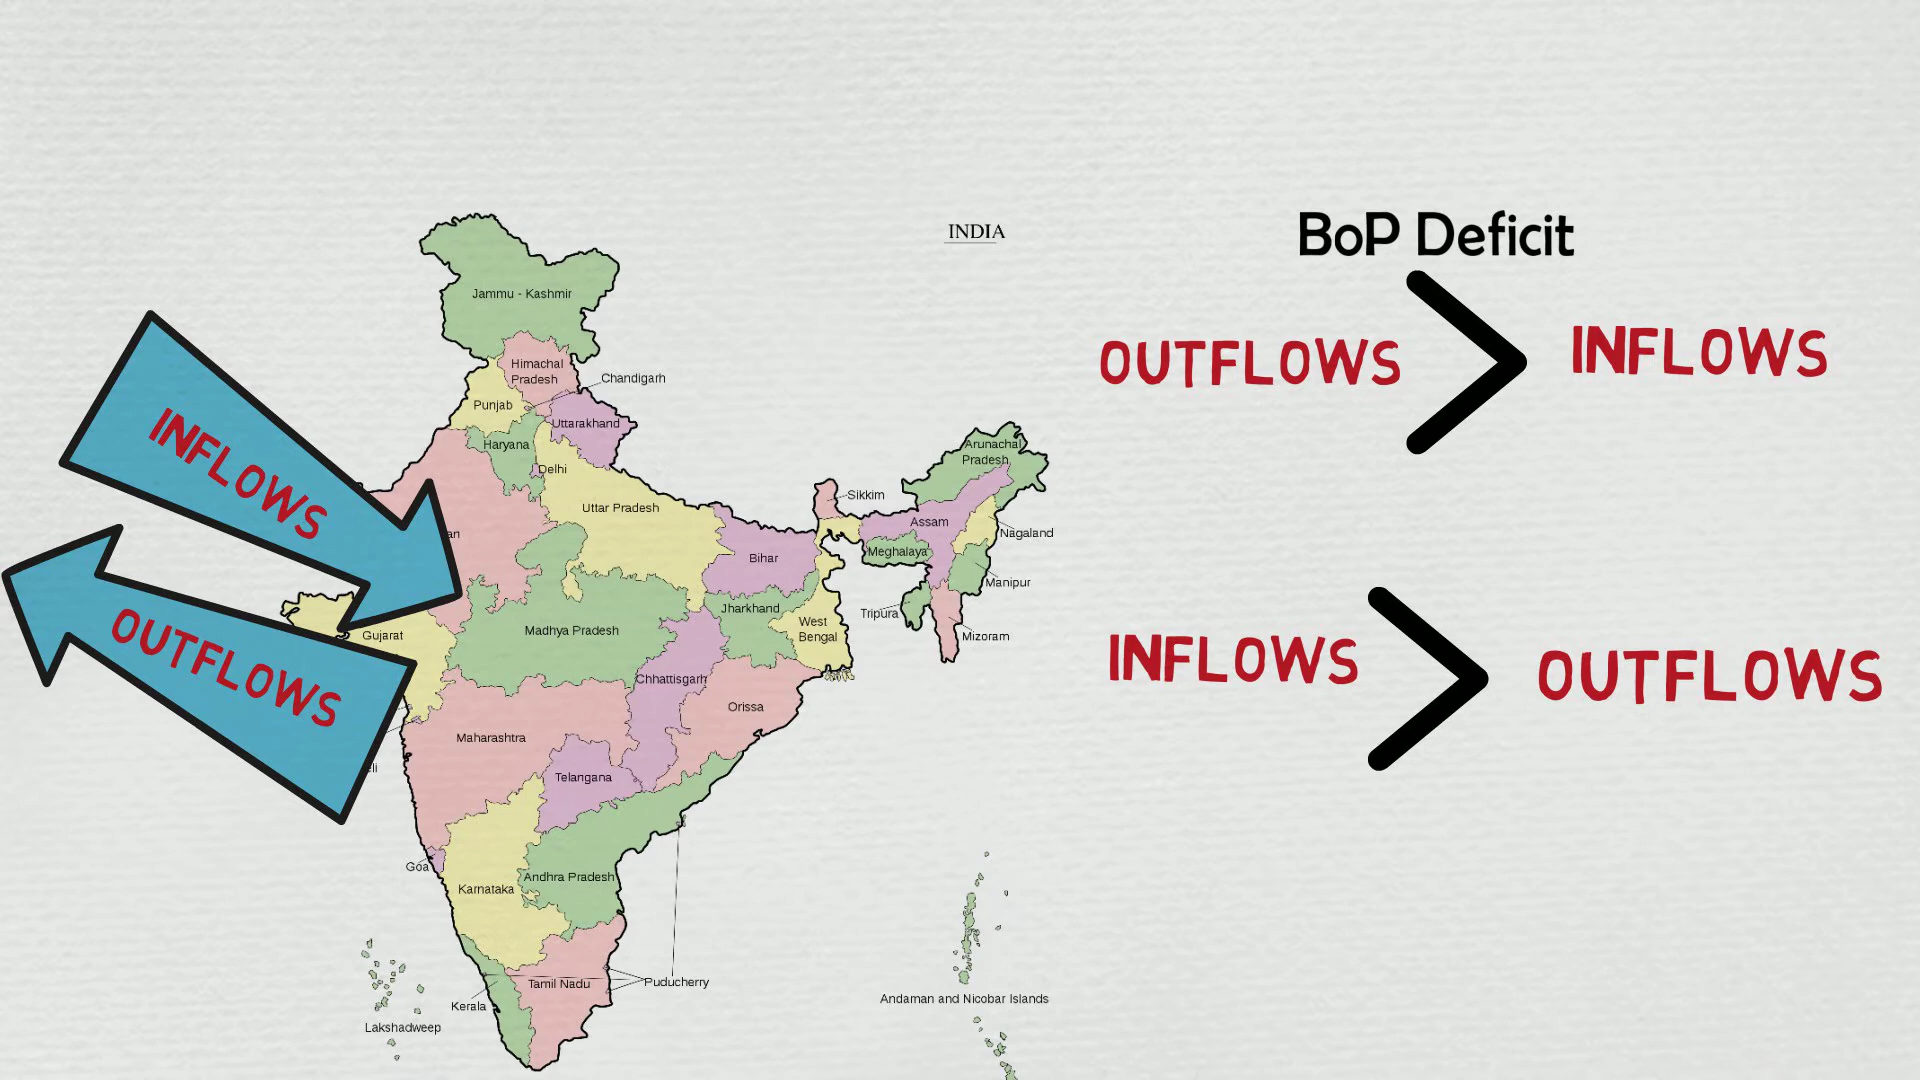 INDIA
BoP Deficit
OUTFLOWS > INFLOWS
INFLOWS > OUTFLOWS
INFLOWS
OUTFLOWS
Jammu - Kashmir
Himachal
Pradesh
Chandigarh
Punjab
Uttarakhand
Haryana
Delhi
Uttar Pradesh
Arunachal
Pradesh
Sikkim
Assam
Nagaland
Meghalaya
Manipur
Bihar
Tripura
Mizoram
Jharkhand
West
Bengal
Gujarat
Madhya Pradesh
Chhattisgarh
Orissa
Maharashtra
Telangana
Goa
Karnataka
Andhra Pradesh
Tamil Nadu
Puducherry
Kerala
Lakshadweep
Andaman and Nicobar Islands